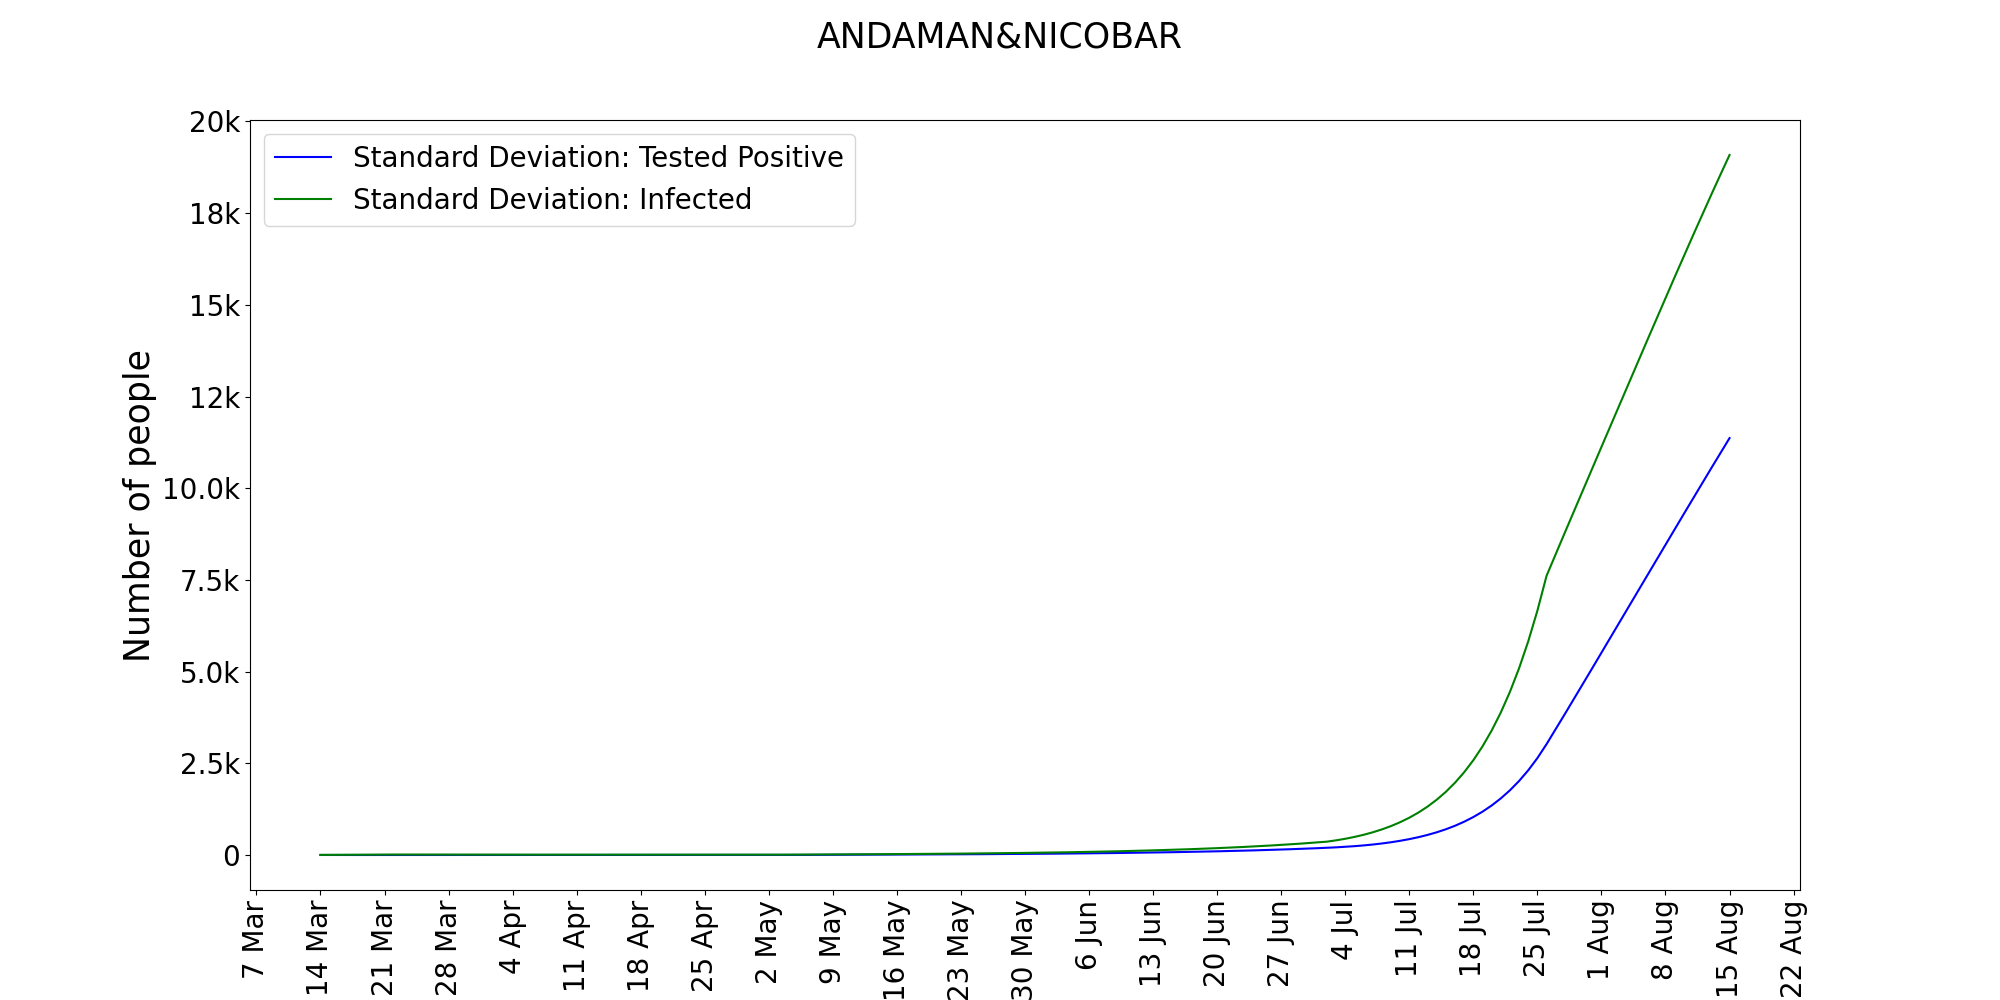 ANDAMAN&NICOBAR
Standard Deviation: Tested Positive
Standard Deviation: Infected
Number of people
20k
18k
15k
12k
10.0k
7.5k
5.0k
2.5k
0
7 Mar
14 Mar
21 Mar
28 Mar
4 Apr
11 Apr
18 Apr
25 Apr
2 May
9 May
16 May
23 May
30 May
6 Jun
13 Jun
20 Jun
27 Jun
4 Jul
11 Jul
18 Jul
25 Jul
1 Aug
8 Aug
15 Aug
22 Aug